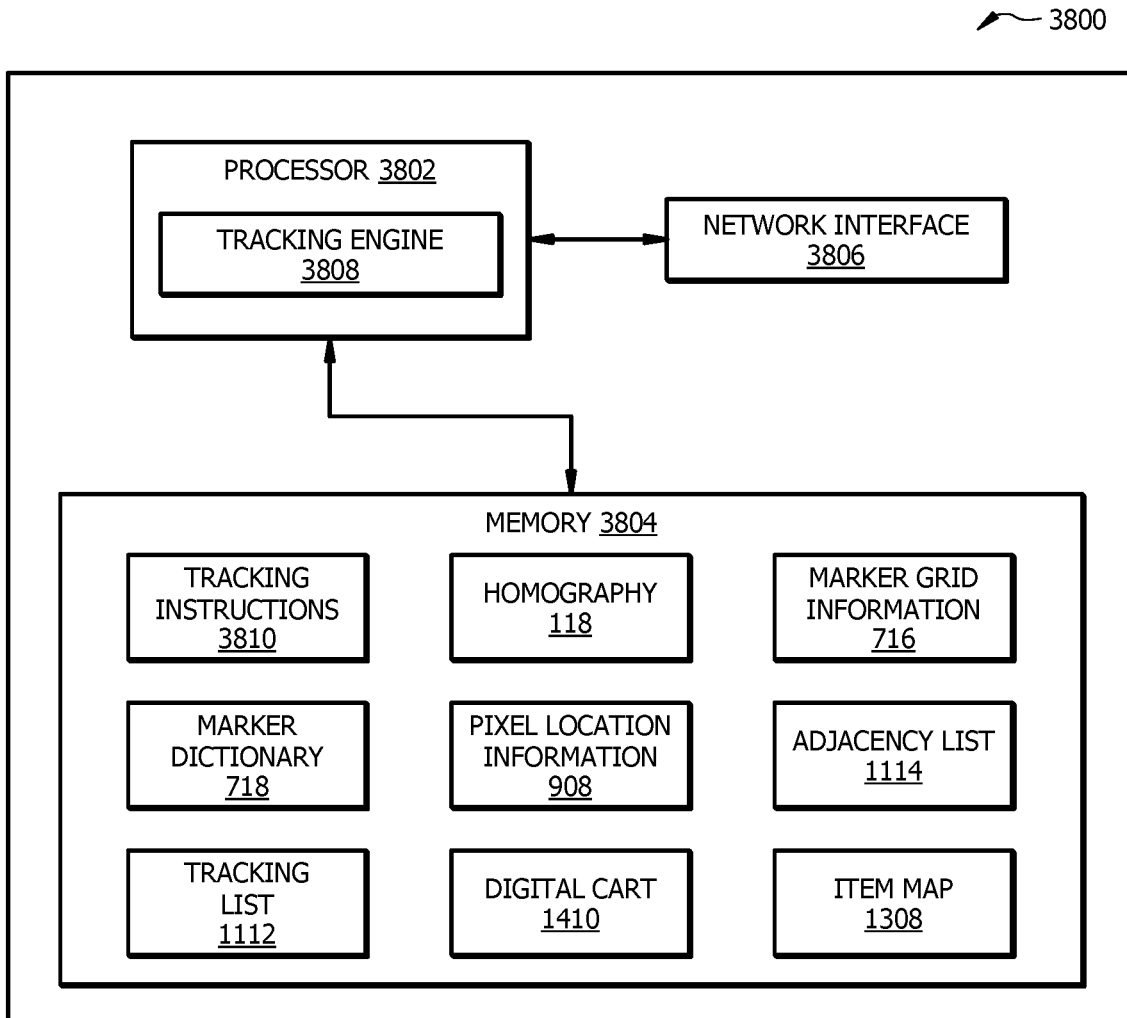 3800
PROCESSOR 3802
TRACKING ENGINE
3808
NETWORK INTERFACE
3806
MEMORY 3804
TRACKING
INSTRUCTIONS
3810
HOMOGRAPHY
118
MARKER GRID
INFORMATION
716
MARKER
DICTIONARY
718
PIXEL LOCATION
INFORMATION
908
ADJACENCY LIST
1114
TRACKING
LIST
1112
DIGITAL CART
1410
ITEM MAP
1308